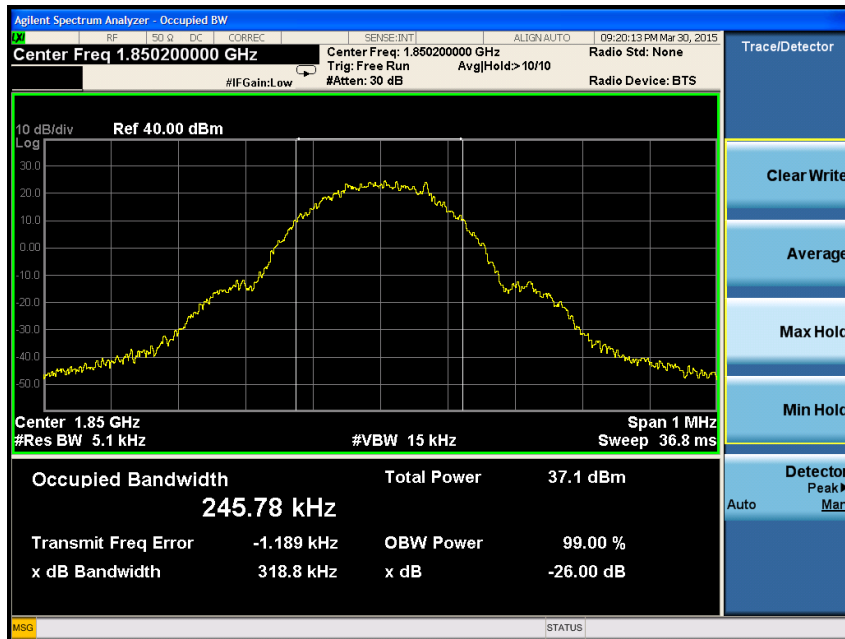 Agilent Spectrum Analyzer - Occupied BW
LXI RF 50 Ω DC CORREC SENSE:INT ALIGN AUTO 09:20:13 PM Mar 30, 2015
Center Freq 1.850200000 GHz
Center Freq: 1.850200000 GHz Radio Std: None
Trig: Free Run Avg|Hold:> 10/10
#IFGain:Low #Atten: 30 dB Radio Device: BTS
Trace/Detector
10 dB/div Ref 40.00 dBm
Log
30.0
20.0
10.0
0.00
-10.0
-20.0
-30.0
-40.0
-50.0
Clear Write
Average
Max Hold
Min Hold
Center 1.85 GHz Span 1 MHz
#Res BW 5.1 kHz #VBW 15 kHz Sweep 36.8 ms
Detector
Peak▶
Auto Man
Occupied Bandwidth Total Power 37.1 dBm
245.78 kHz
Transmit Freq Error -1.189 kHz OBW Power 99.00 %
x dB Bandwidth 318.8 kHz x dB -26.00 dB
MSG STATUS